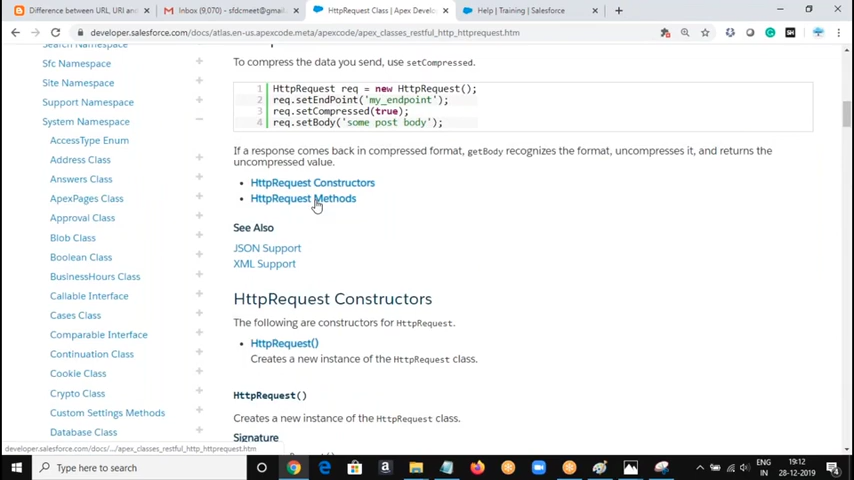 Difference between URL, URI and
Inbox (9,070) - sfdcmeet@gmail.
HttpRequest Class | Apex Develo
Help | Training | Salesforce
developer.salesforce.com/docs/atlas.en-us.apexcode.meta/apexcode/apex_classes_restful_http_httprequest.htm
Search Namespace
Sfc Namespace
Site Namespace
Support Namespace
System Namespace
AccessType Enum
Address Class
Answers Class
ApexPages Class
Approval Class
Blob Class
Boolean Class
BusinessHours Class
Callable Interface
Cases Class
Comparable Interface
Continuation Class
Cookie Class
Crypto Class
Custom Settings Methods
Database Class
To compress the data you send, use setCompressed.
1 HttpRequest req = new HttpRequest();
2 req.setEndPoint('my_endpoint');
3 req.setCompressed(true);
4 req.setBody('some post body');
If a response comes back in compressed format, getBody recognizes the format, uncompresses it, and returns the
uncompressed value.
• HttpRequest Constructors
• HttpRequest Methods
See Also
JSON Support
XML Support
HttpRequest Constructors
The following are constructors for HttpRequest.
• HttpRequest()
Creates a new instance of the HttpRequest class.
HttpRequest()
Creates a new instance of the HttpRequest class.
Signature
developer.salesforce.com/docs/.../apex_classes_restful_http_httprequest.htm
Type here to search
ENG
IN
19:12
28-12-2019
4